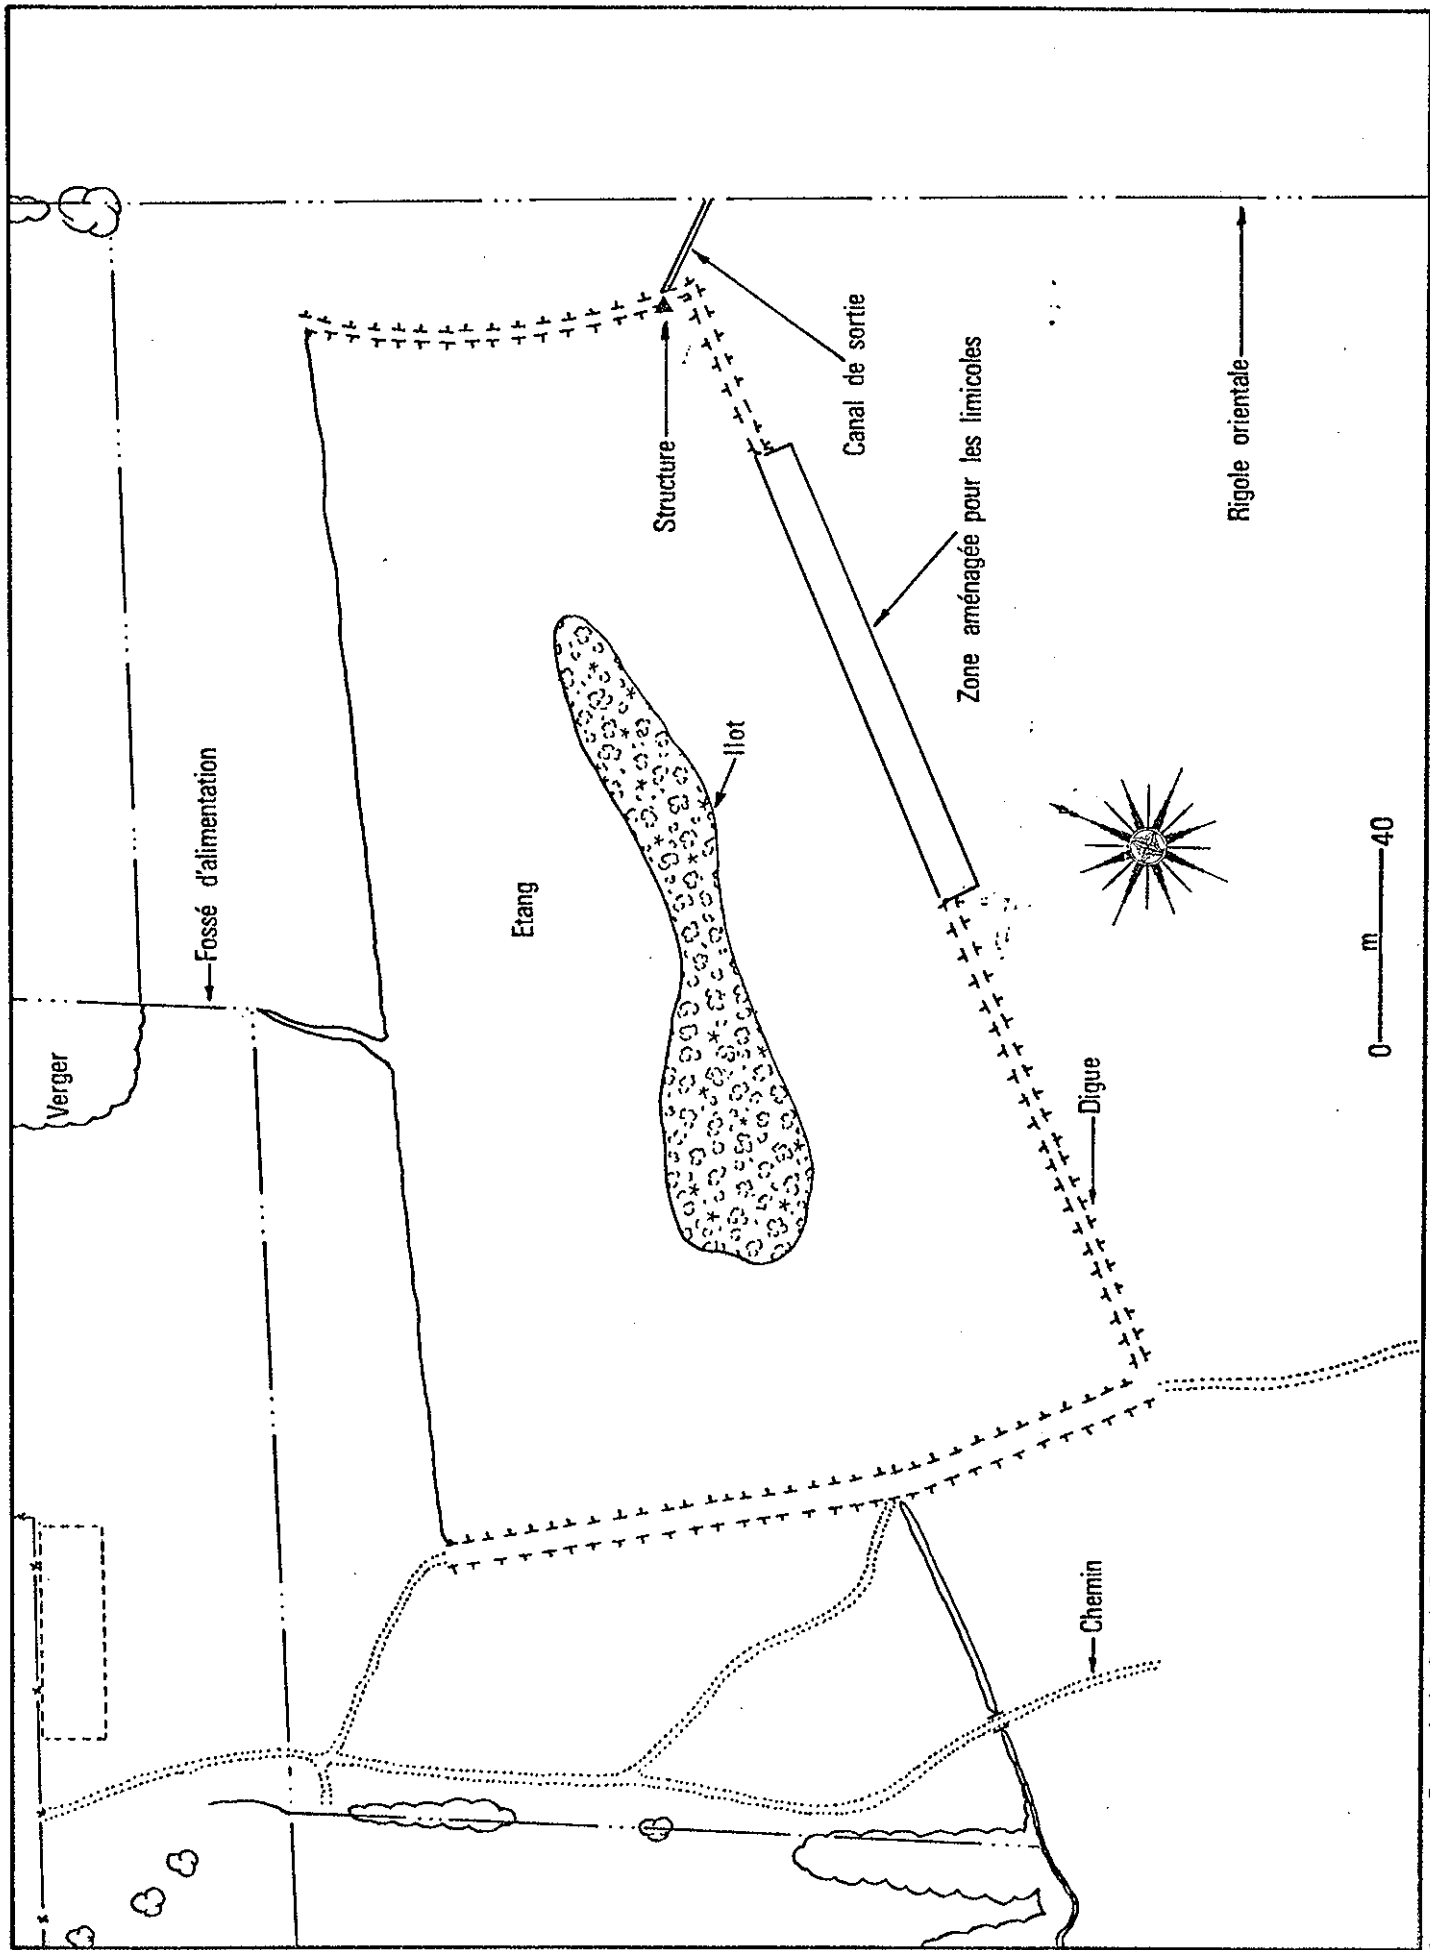 Verger
Fossé d'alimentation
Etang
Ilot
Structure
Canal de sortie
Zone aménagée pour les limicoles
Digue
Chemin
Rigole orientale
0 m 40